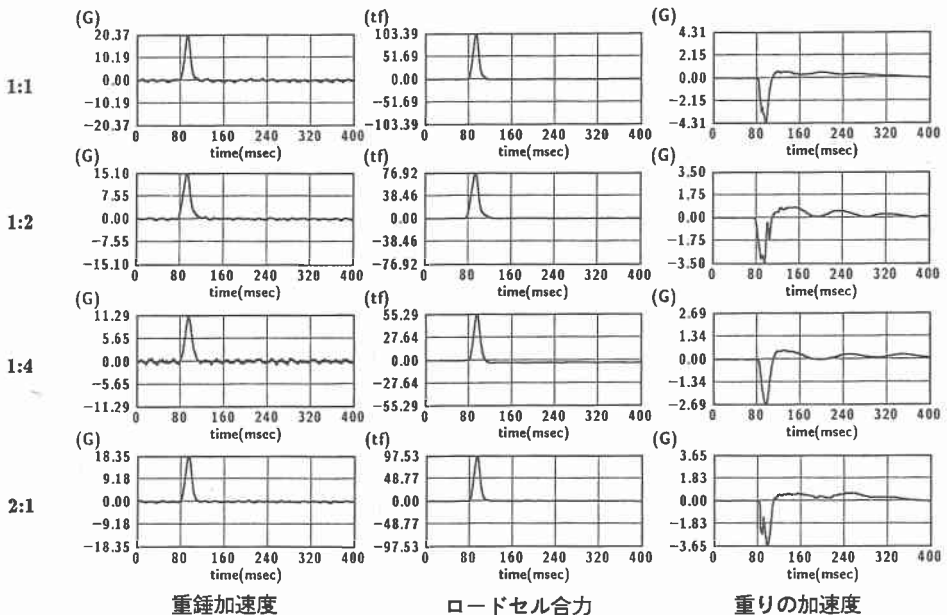 (G) (tf) (G)
1:1
20.37 10.19 0.00 −10.19 −20.37
0 80 160 240 320 400
time(msec)
103.39 51.69 0.00 −51.69 −103.39
0 80 160 240 320 400
time(msec)
4.31 2.15 0.00 −2.15 −4.31
0 80 160 240 320 400
time(msec)
(G) (tf) (G)
1:2
15.10 7.55 0.00 −7.55 −15.10
0 80 160 240 320 400
time(msec)
76.92 38.46 0.00 −38.46 −76.92
0 80 160 240 320 400
time(msec)
3.50 1.75 0.00 −1.75 −3.50
0 80 160 240 320 400
time(msec)
(G) (tf) (G)
1:4
11.29 5.65 0.00 −5.65 −11.29
0 80 160 240 320 400
time(msec)
55.29 27.64 0.00 −27.64 −55.29
0 80 160 240 320 400
time(msec)
2.69 1.34 0.00 −1.34 −2.69
0 80 160 240 320 400
time(msec)
(G) (tf) (G)
2:1
18.35 9.18 0.00 −9.18 −18.35
0 80 160 240 320 400
time(msec)
97.53 48.77 0.00 −48.77 −97.53
0 80 160 240 320 400
time(msec)
3.65 1.83 0.00 −1.83 −3.65
0 80 160 240 320 400
time(msec)
重錘加速度 ロードセル合力 重りの加速度